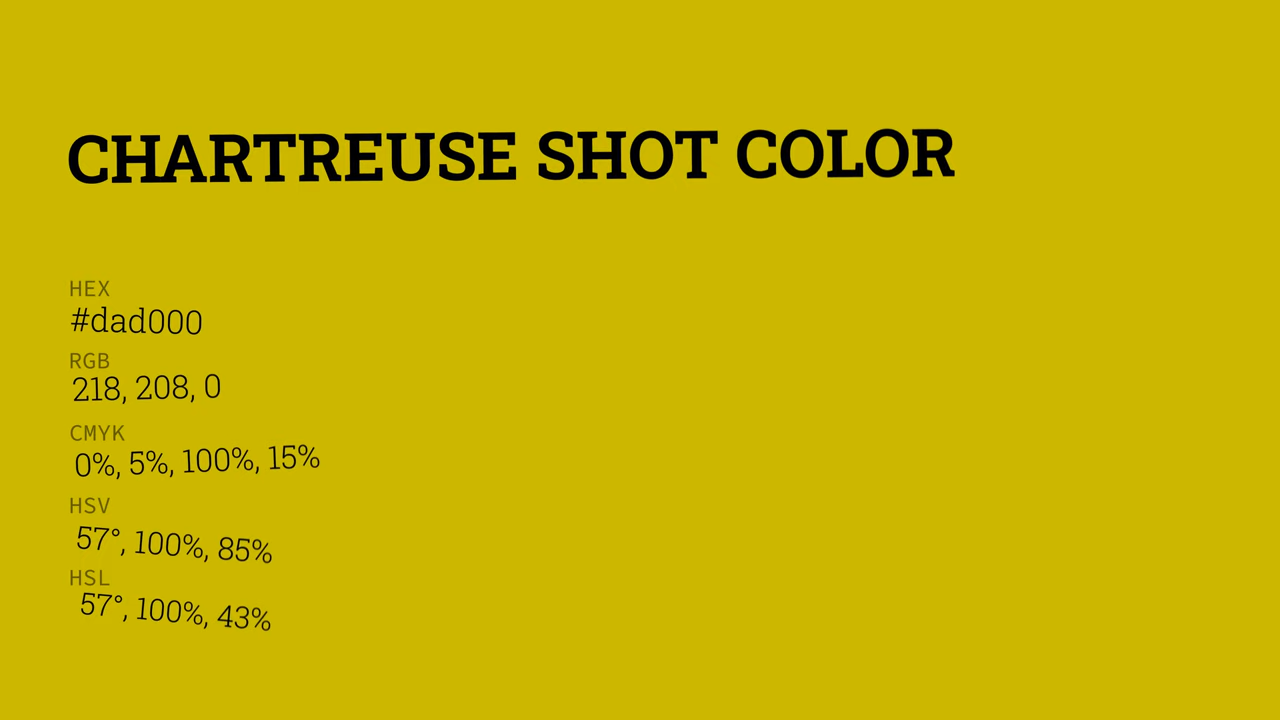 CHARTREUSE SHOT COLOR
HEX
#dad000
RGB
218, 208, 0
CMYK
0%, 5%, 100%, 15%
HSV
57°, 100%, 85%
HSL
57°, 100%, 43%